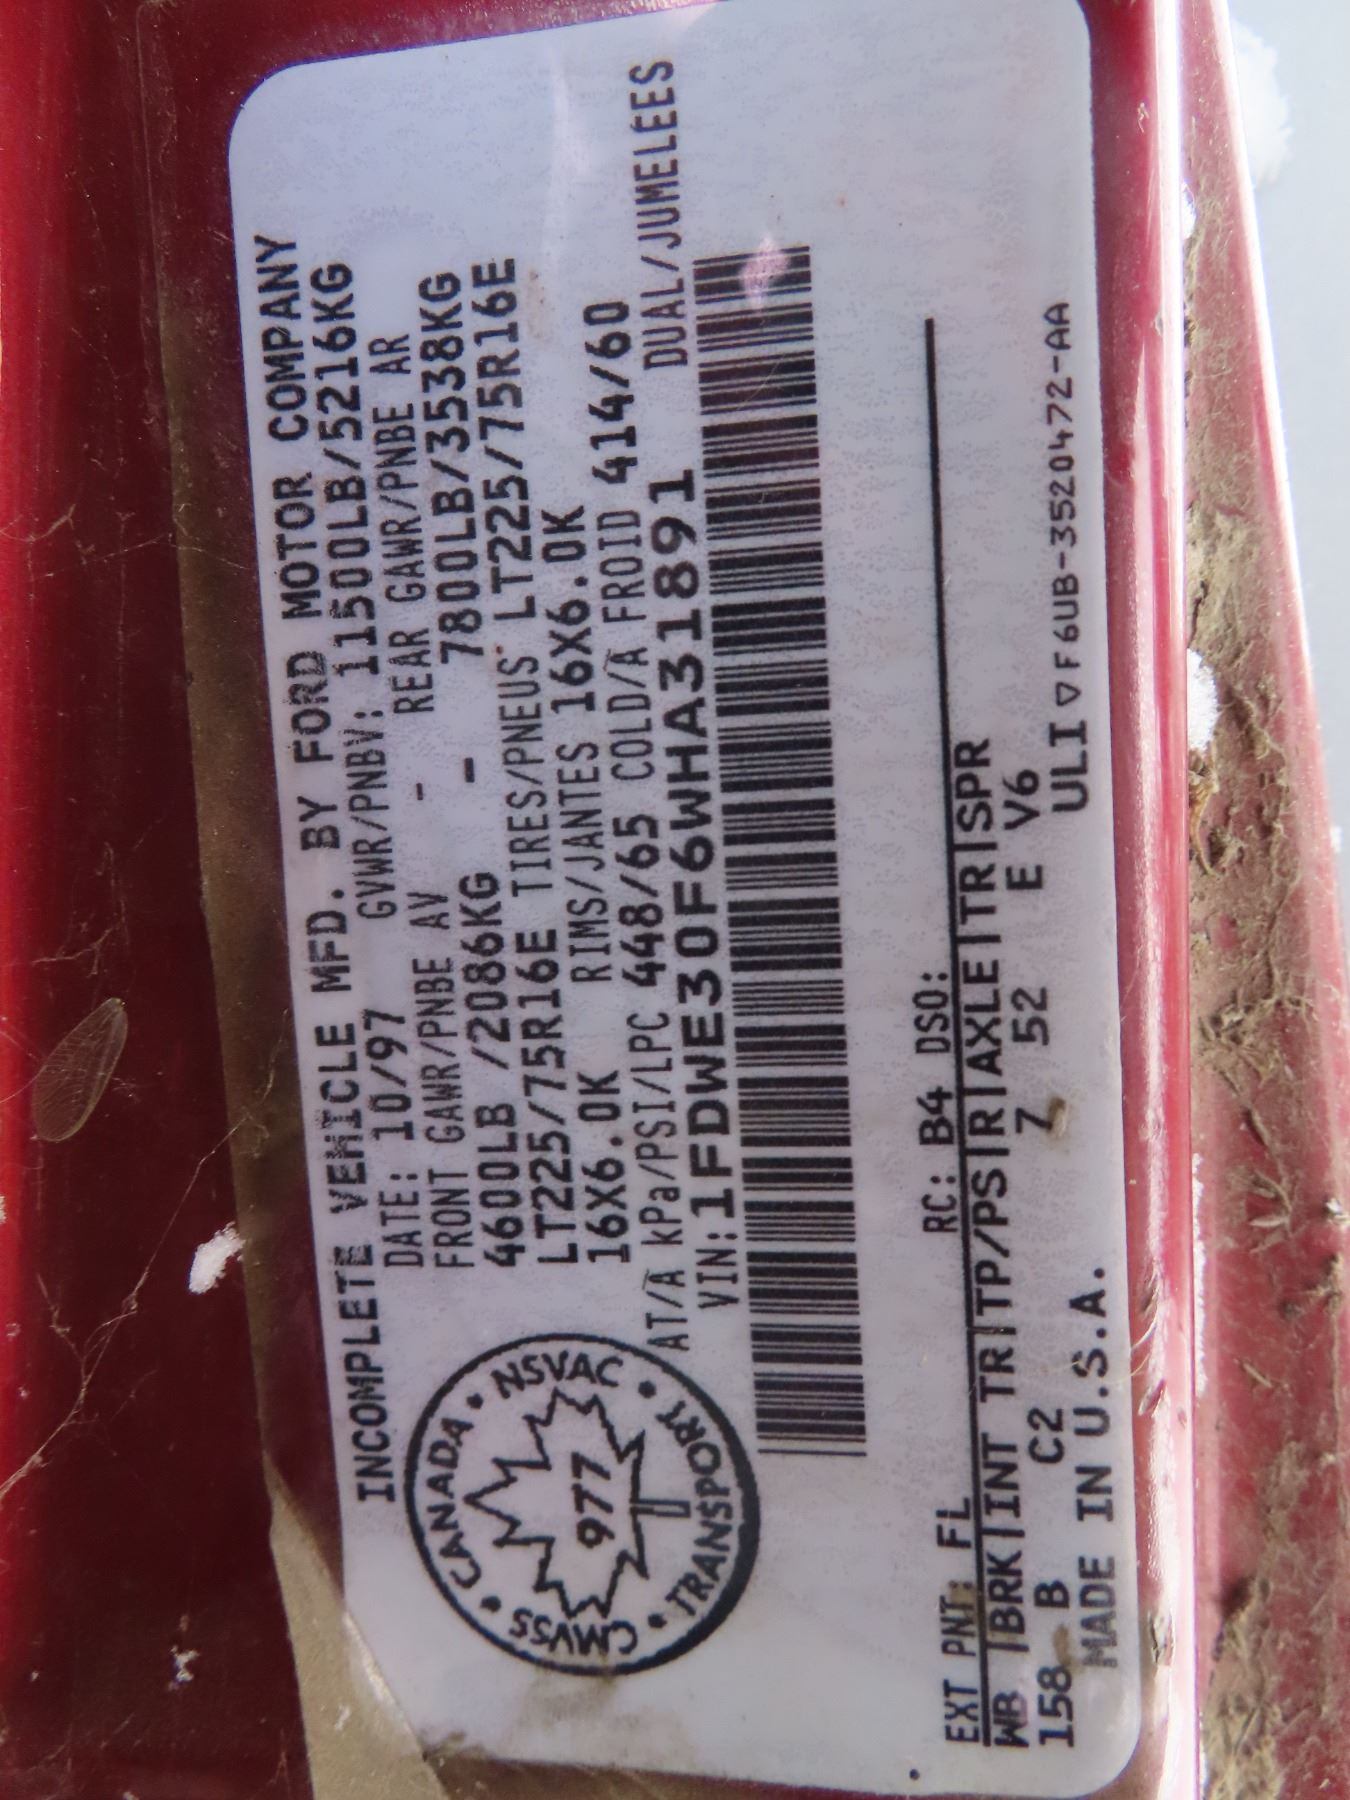 INCOMPLETE VEHICLE MFD. BY FORD MOTOR COMPANY
DATE: 10/97 GVWR/PNBV: 11500LB/5216KG
FRONT GAWR/PNBE AV - REAR GAWR/PNBE AR
4600LB /2086KG - 7800LB/3538KG
LT225/75R16E TIRES/PNEUS LT225/75R16E
16X6.0K RIMS/JANTES 16X6.0K
AT/À kPa/PSI/LPC 448/65 COLD/À FROID 414/60
VIN: 1FDWE30F6WHA31891 DUAL/JUMELEES
CANADA • NSVAC • TRANSPORT • CMVSS •
977
RC: B4 DSO:
EXT PNT: FL
WB |BRK|INT TR|TP/PS|R|AXLE|TR|SPR
158 B C2 7 52 E V6
MADE IN U.S.A. ULI ▽ F6UB-3520472-AA